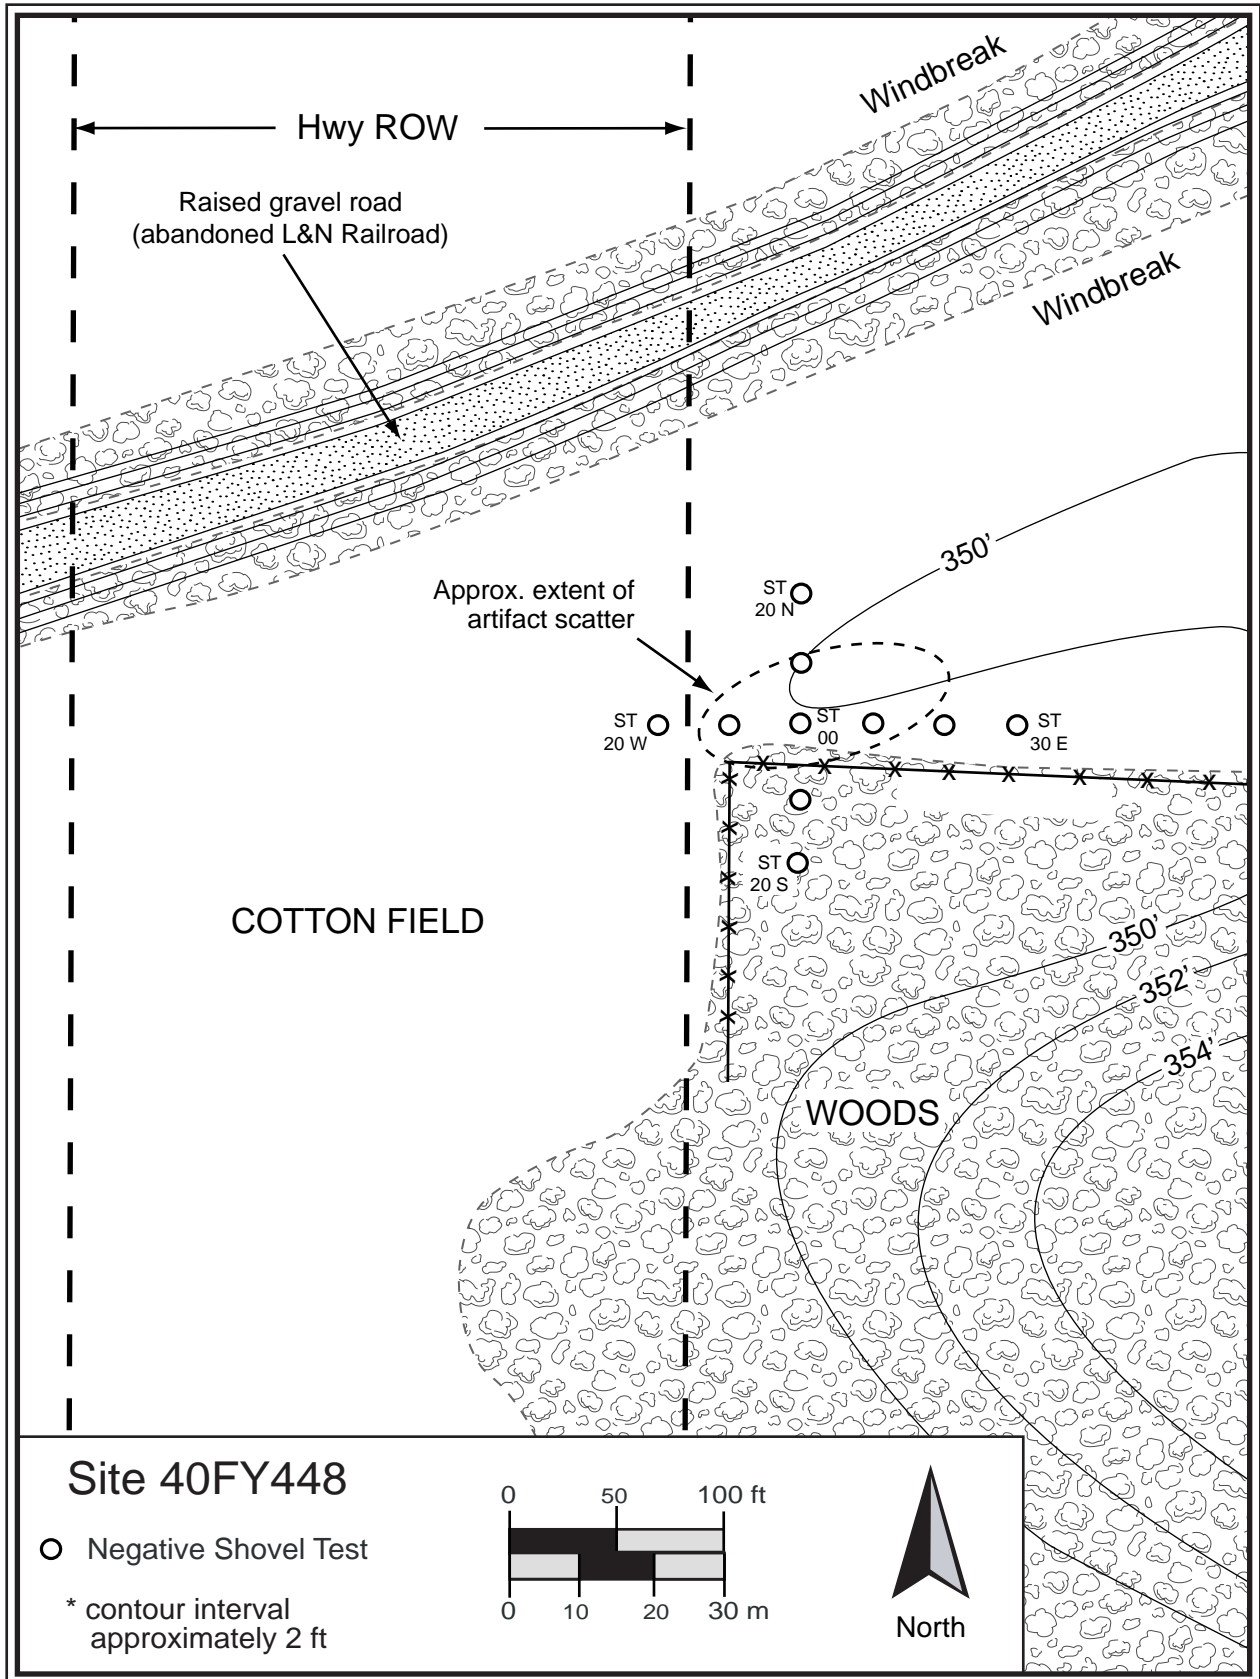 Windbreak
Hwy ROW
Raised gravel road
(abandoned L&N Railroad)
Windbreak
350'
Approx. extent of
artifact scatter
ST
20 N
ST
20 W
ST
00
ST
30 E
ST
20 S
COTTON FIELD
350'
352'
354'
WOODS
Site 40FY448
Negative Shovel Test
* contour interval
approximately 2 ft
0 50 100 ft
0 10 20 30 m
North